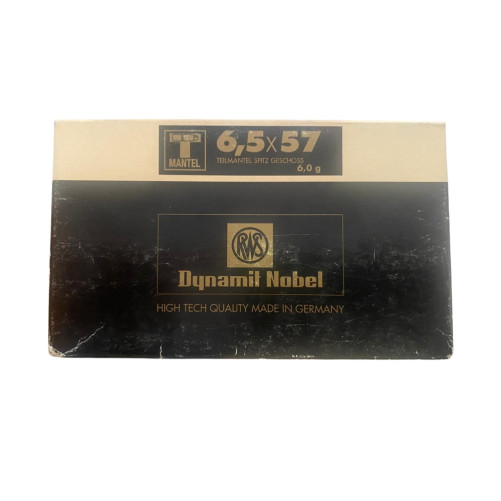 T
MANTEL
6,5x57
TEILMANTEL SPITZ GESCHOSS
6,0 g
RWS
Dynamit Nobel
HIGH TECH QUALITY MADE IN GERMANY